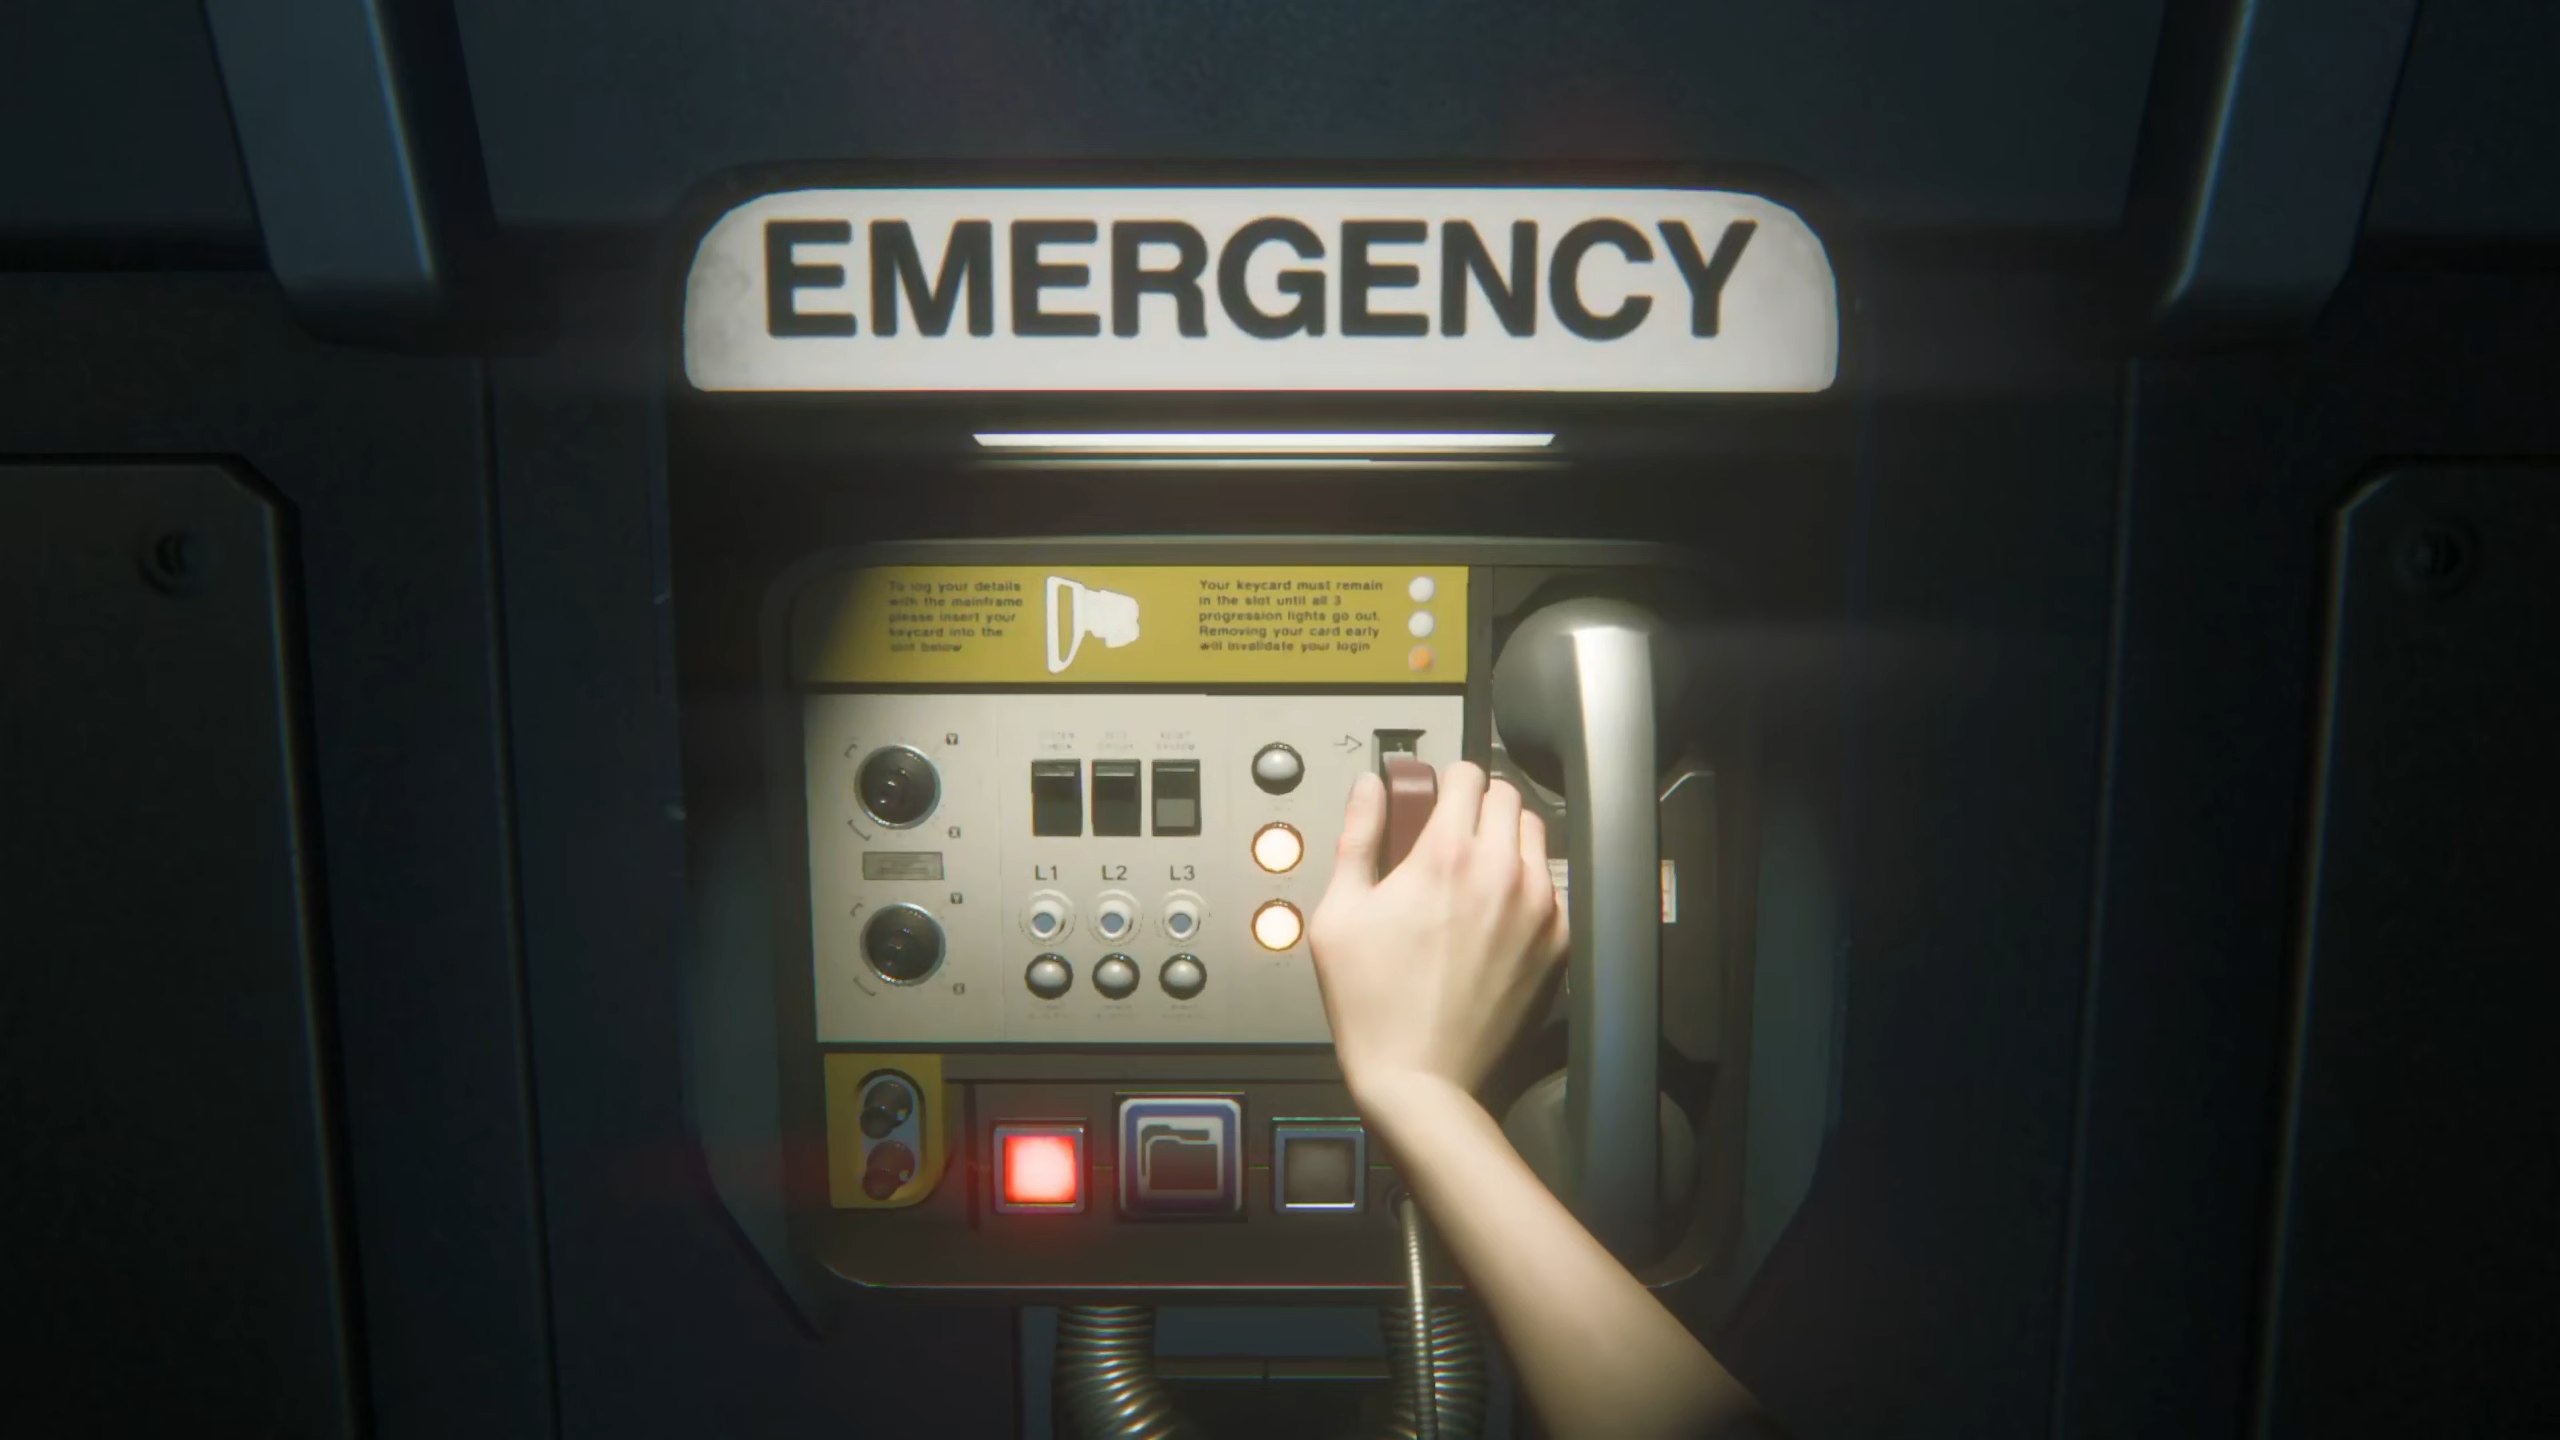 EMERGENCY
To log your details
with the mainframe
please insert your
keycard into the
slot below
Your keycard must remain
in the slot until all 3
progression lights go out.
Removing your card early
will invalidate your login
L1 L2 L3